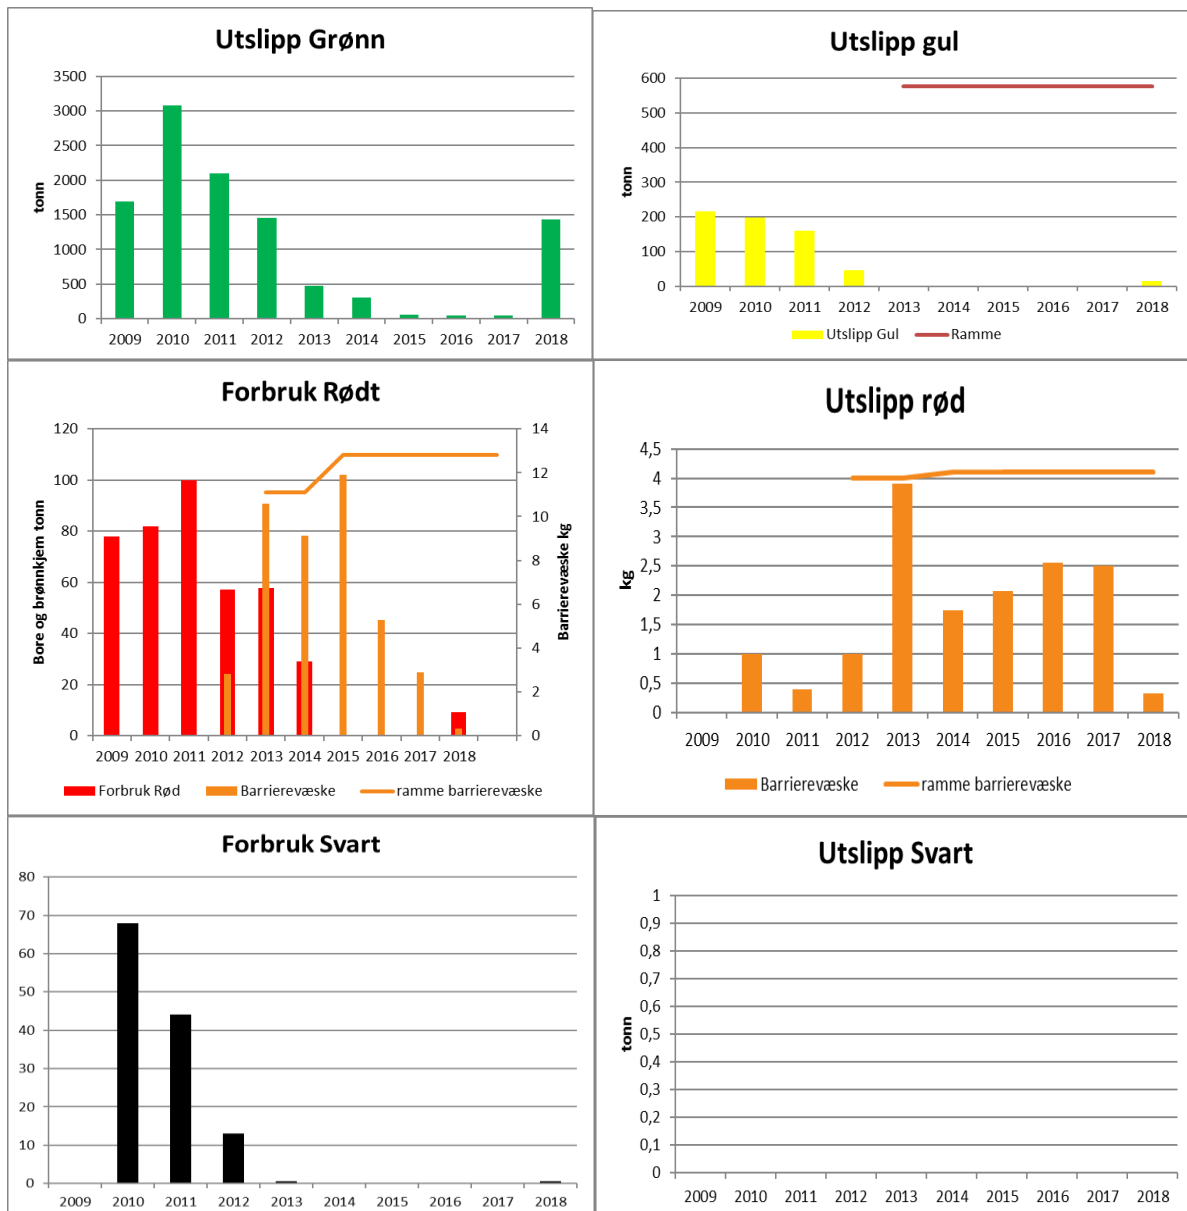 Utslipp Grønn
3500
3000
2500
2000
1500
1000
500
0
tonn
2009 2010 2011 2012 2013 2014 2015 2016 2017 2018
Utslipp gul
600
500
400
300
200
100
0
tonn
2009 2010 2011 2012 2013 2014 2015 2016 2017 2018
Utslipp Gul Ramme
Forbruk Rødt
120
100
80
60
40
20
0
Bore og brønnkjem tonn
14
12
10
8
6
4
2
0
Barrierevæske kg
2009 2010 2011 2012 2013 2014 2015 2016 2017 2018
Forbruk Rød Barrierevæske ramme barrierevæske
Utslipp rød
4,5
4
3,5
3
2,5
2
1,5
1
0,5
0
kg
2009 2010 2011 2012 2013 2014 2015 2016 2017 2018
Barrierevæske ramme barrierevæske
Forbruk Svart
80
70
60
50
40
30
20
10
0
2009 2010 2011 2012 2013 2014 2015 2016 2017 2018
Utslipp Svart
1
0,9
0,8
0,7
0,6
0,5
0,4
0,3
0,2
0,1
0
tonn
2009 2010 2011 2012 2013 2014 2015 2016 2017 2018